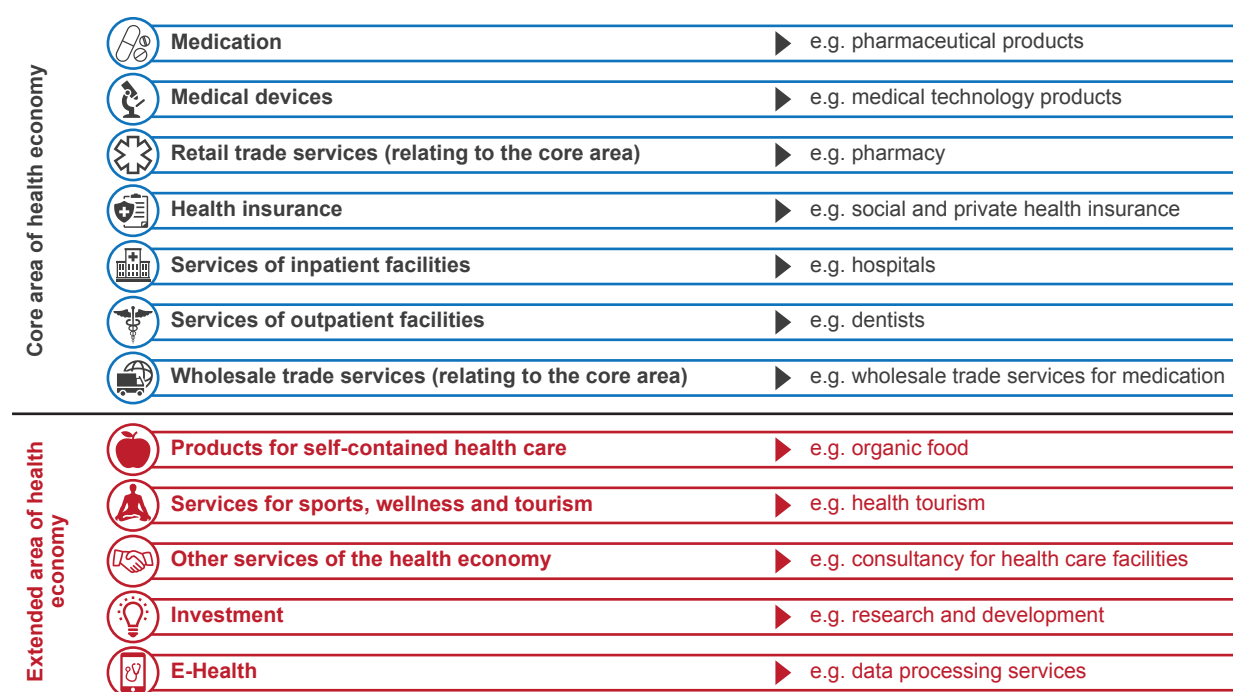 Core area of health economy
Medication
e.g. pharmaceutical products
Medical devices
e.g. medical technology products
Retail trade services (relating to the core area)
e.g. pharmacy
Health insurance
e.g. social and private health insurance
Services of inpatient facilities
e.g. hospitals
Services of outpatient facilities
e.g. dentists
Wholesale trade services (relating to the core area)
e.g. wholesale trade services for medication
Extended area of health
economy
Products for self-contained health care
e.g. organic food
Services for sports, wellness and tourism
e.g. health tourism
Other services of the health economy
e.g. consultancy for health care facilities
Investment
e.g. research and development
E-Health
e.g. data processing services